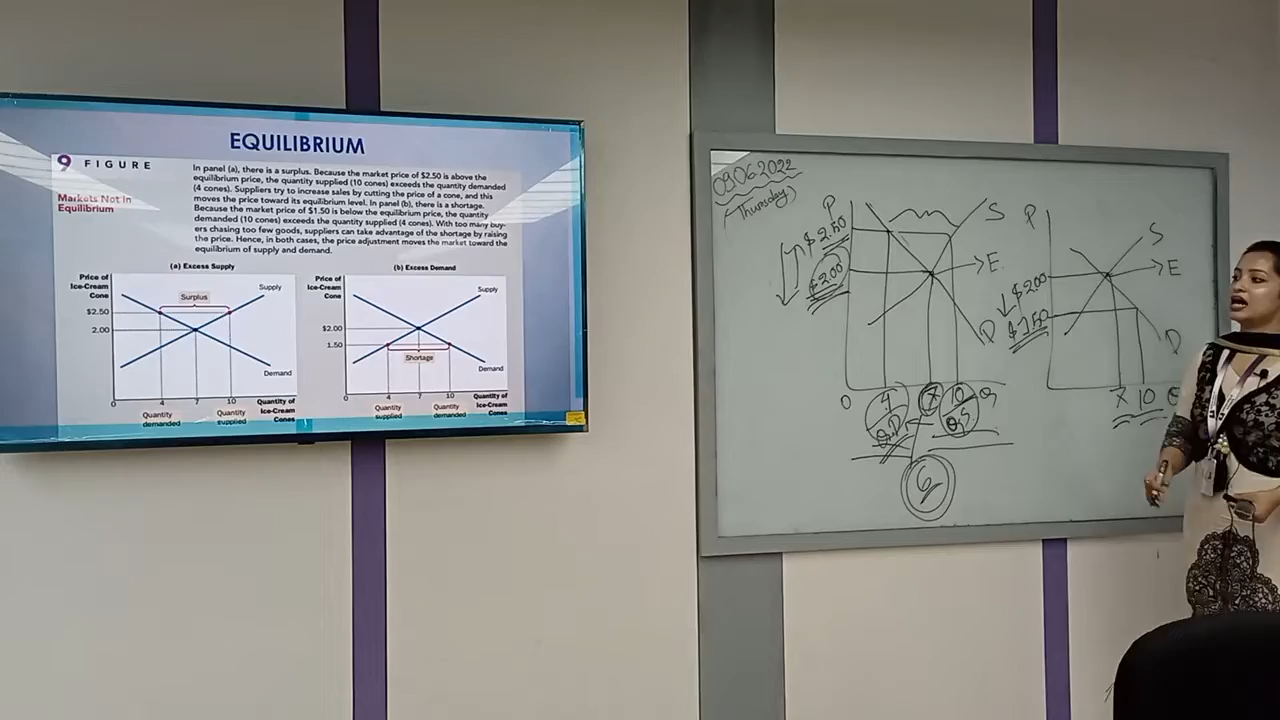 EQUILIBRIUM
9 FIGURE
Markets Not in
Equilibrium
In panel (a), there is a surplus. Because the market price of $2.50 is above the
equilibrium price, the quantity supplied (10 cones) exceeds the quantity demanded
(4 cones). Suppliers try to increase sales by cutting the price of a cone, and this
moves the price toward its equilibrium level. In panel (b), there is a shortage.
Because the market price of $1.50 is below the equilibrium price, the quantity
demanded (10 cones) exceeds the quantity supplied (4 cones). With too many buy-
ers chasing too few goods, suppliers can take advantage of the shortage by raising
the price. Hence, in both cases, the price adjustment moves the market toward the
equilibrium of supply and demand.
(a) Excess Supply
Price of
Ice-Cream
Cone
$2.50
2.00
Surplus
Supply
Demand
0 4 7 10
Quantity
demanded
Quantity
supplied
Quantity of
Ice-Cream
Cones
(b) Excess Demand
Price of
Ice-Cream
Cone
$2.00
1.50
Supply
Shortage
Demand
0 4 7 10
Quantity
supplied
Quantity
demanded
Quantity of
Ice-Cream
Cones
09.06.2022
(Thursday)
P
$2.50
$2.00
S
E
D
0 4 7 10 Q
Q.D
QS
6
P
$2.00
$1.50
S
E
D
7 10